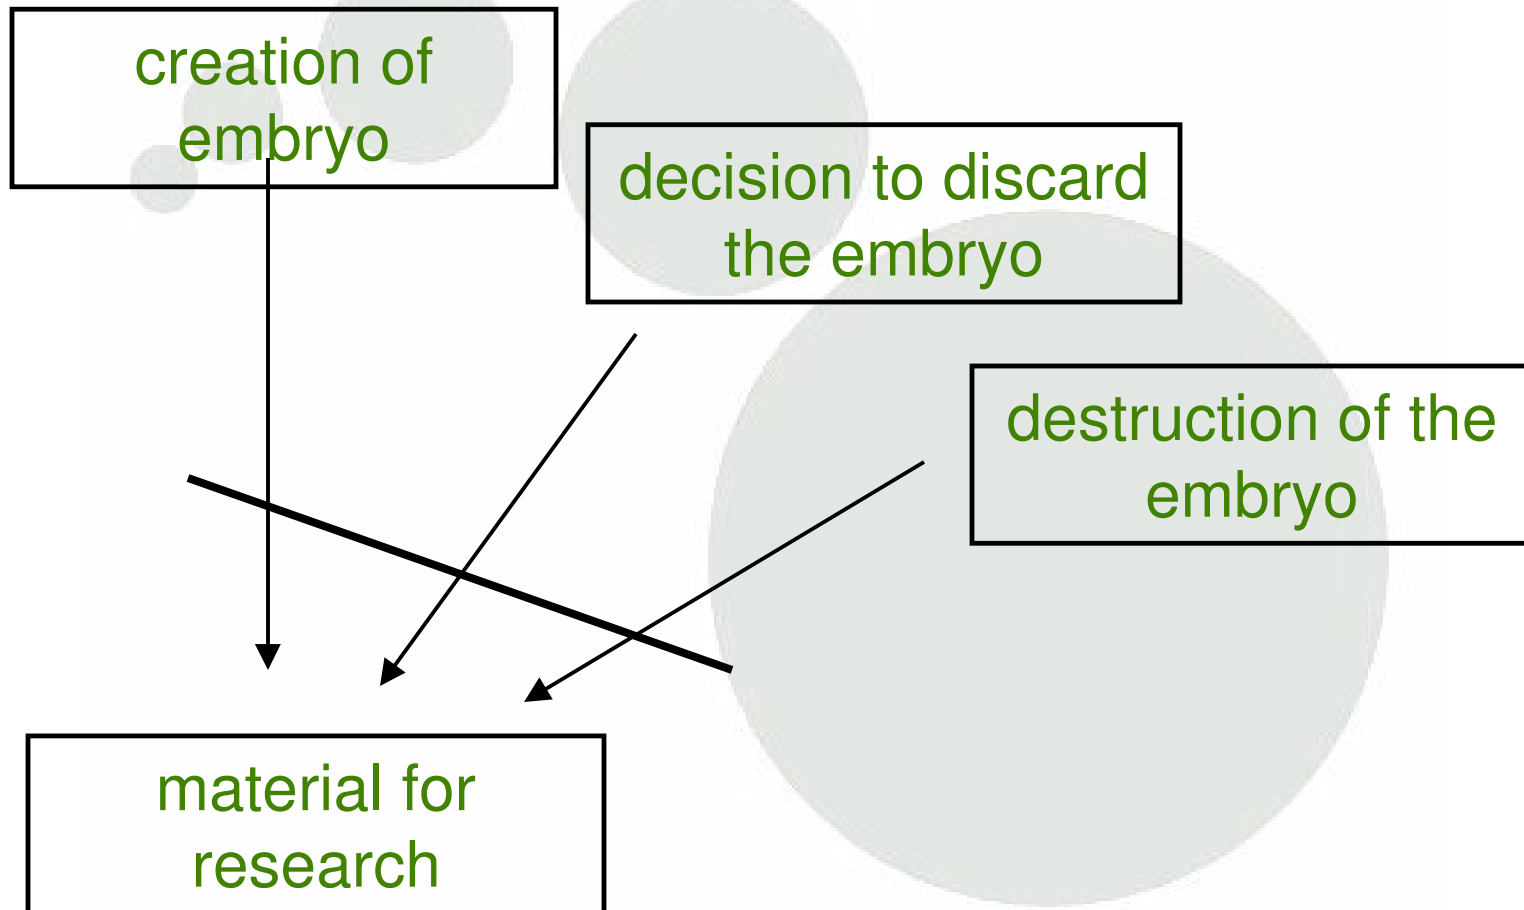 creation of
embryo
decision to discard
the embryo
destruction of the
embryo
material for
research